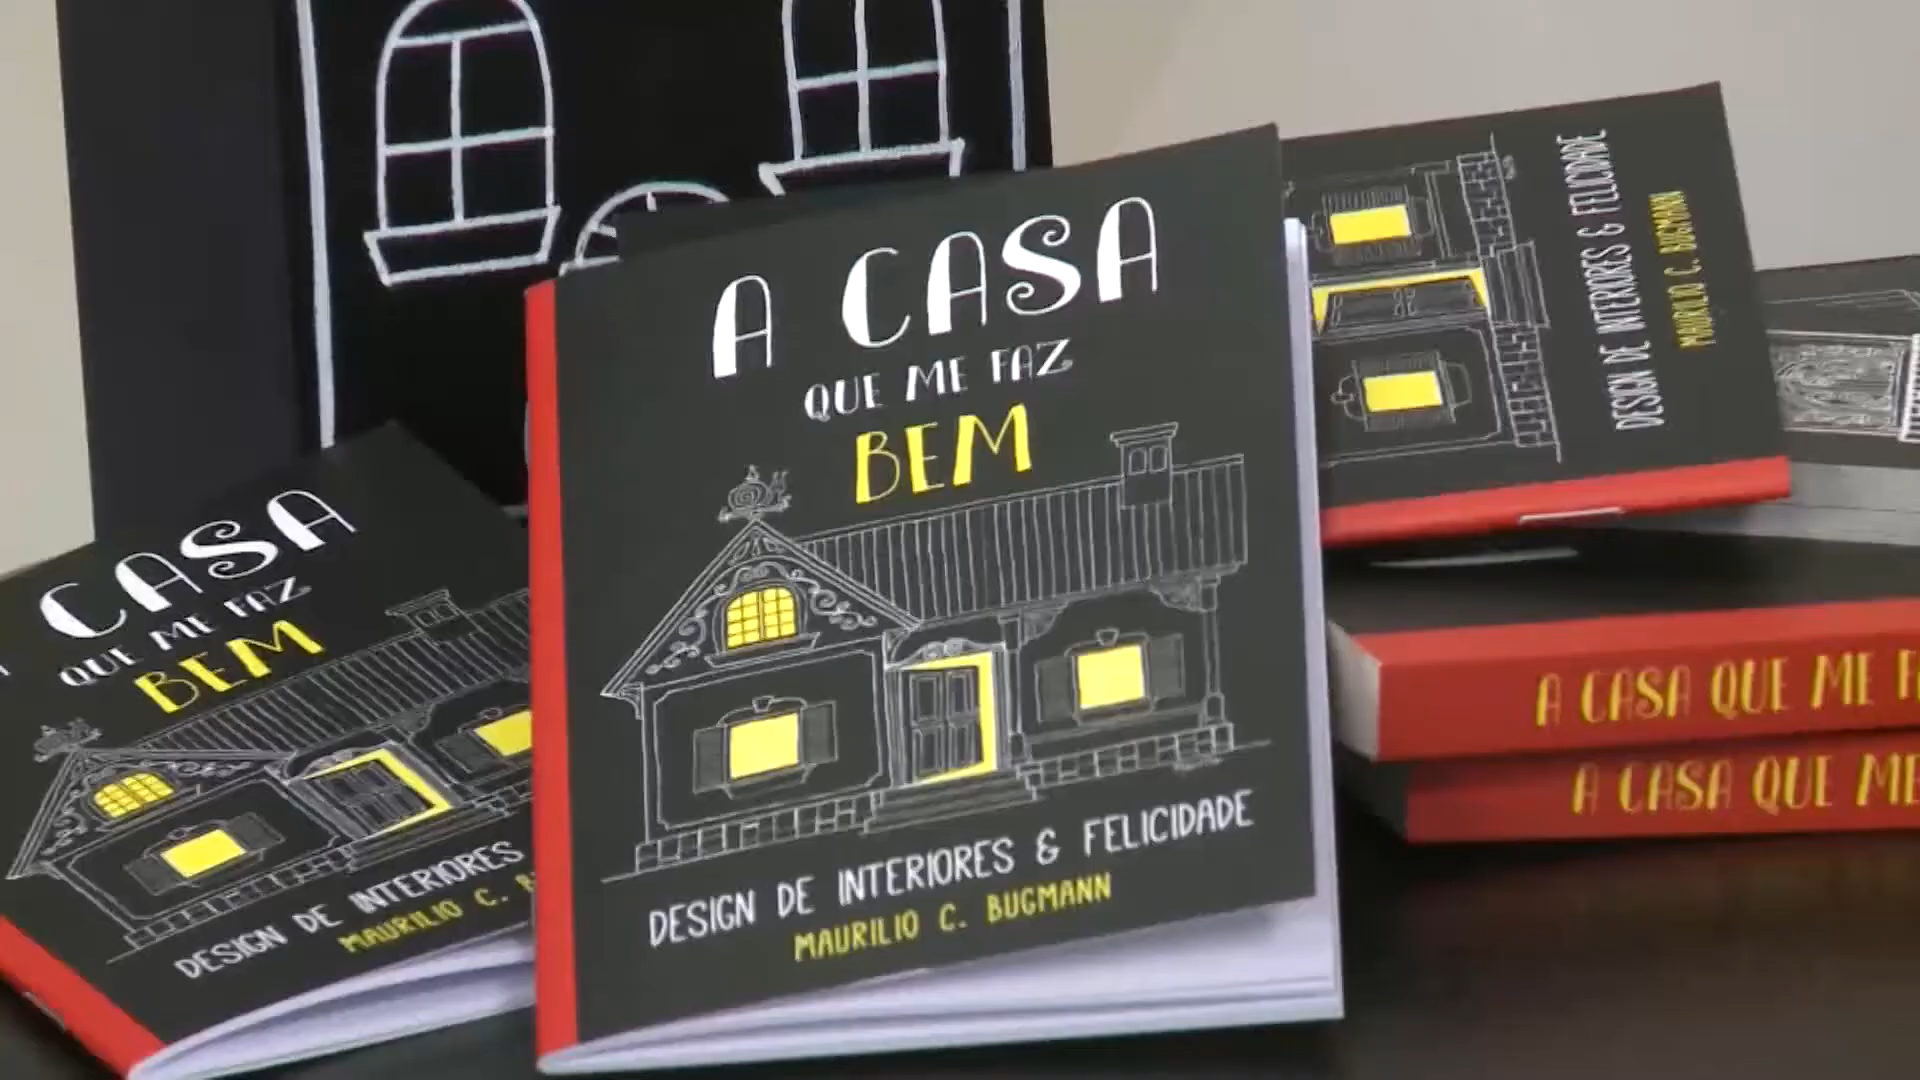 A CASA
QUE ME FAZ
BEM
DESIGN DE INTERIORES & FELICIDADE
MAURILIO C. BUGMANN
CASA
QUE ME FAZ
BEM
DESIGN DE INTERIORES
MAURILIO C.
DESIGN DE INTERIORES & FELICIDADE
MAURILIO C. BUGMANN
A CASA QUE ME
A CASA QUE ME